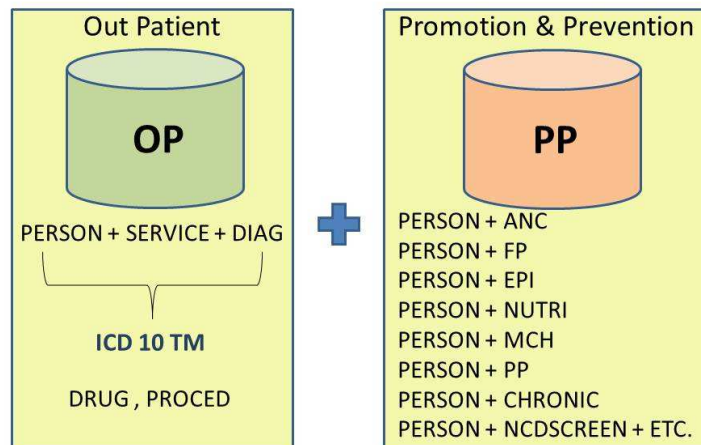 Out Patient
OP
PERSON + SERVICE + DIAG
ICD 10 TM
DRUG , PROCED
Promotion & Prevention
PP
PERSON + ANC
PERSON + FP
PERSON + EPI
PERSON + NUTRI
PERSON + MCH
PERSON + PP
PERSON + CHRONIC
PERSON + NCDSCREEN + ETC.